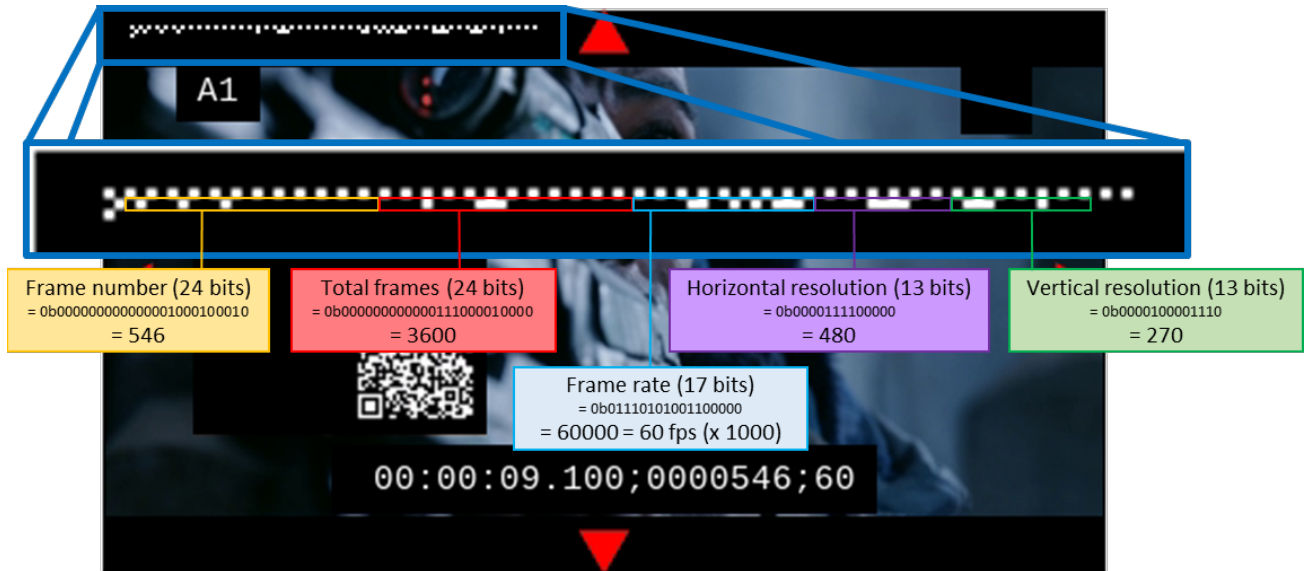 A1
Frame number (24 bits)
= 0b000000000000001000100010
= 546
Total frames (24 bits)
= 0b000000000000111000010000
= 3600
Horizontal resolution (13 bits)
= 0b0000111100000
= 480
Vertical resolution (13 bits)
= 0b0000100001110
= 270
Frame rate (17 bits)
= 0b01110101001100000
= 60000 = 60 fps (x 1000)
00:00:09.100;0000546;60